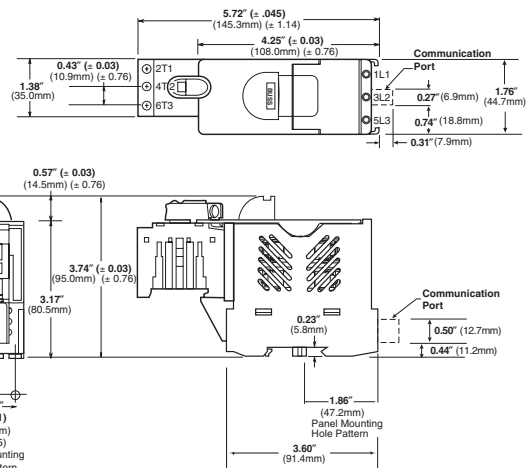 5.72" (± .045)
(145.3mm) (± 1.14)
4.25" (± 0.03)
(108.0mm) (± 0.76)
Communication
Port
0.43" (± 0.03)
(10.9mm) (± 0.76)
1.38"
(35.0mm)
2T1
4T2
6T3
BUSS
1L1
3L2
5L3
0.27" (6.9mm)
1.76"
(44.7mm)
0.74" (18.8mm)
0.31" (7.9mm)
0.57" (± 0.03)
(14.5mm) (± 0.76)
3.74" (± 0.03)
(95.0mm) (± 0.76)
3.17"
(80.5mm)
0.23"
(5.8mm)
Communication
Port
0.50" (12.7mm)
0.44" (11.2mm)
1.86"
(47.2mm)
Panel Mounting
Hole Pattern
3.60"
(91.4mm)